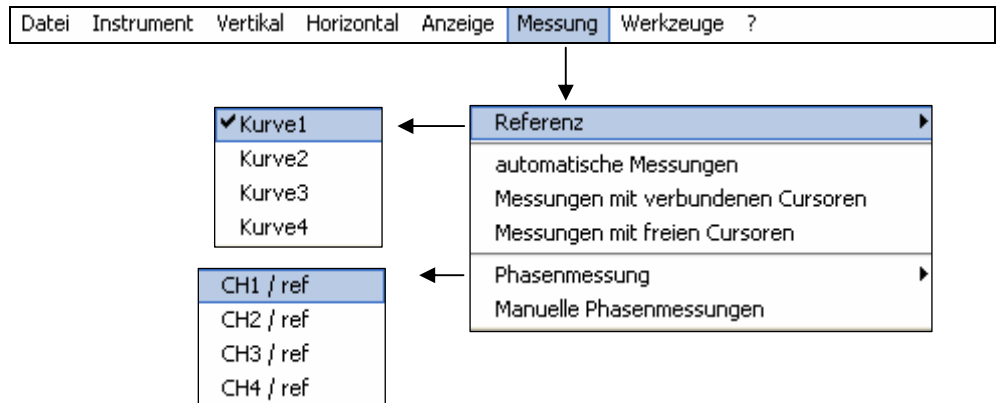 Datei Instrument Vertikal Horizontal Anzeige Messung Werkzeuge ?
Kurve1
Kurve2
Kurve3
Kurve4
Referenz
automatische Messungen
Messungen mit verbundenen Cursoren
Messungen mit freien Cursoren
Phasenmessung
Manuelle Phasenmessungen
CH1 / ref
CH2 / ref
CH3 / ref
CH4 / ref